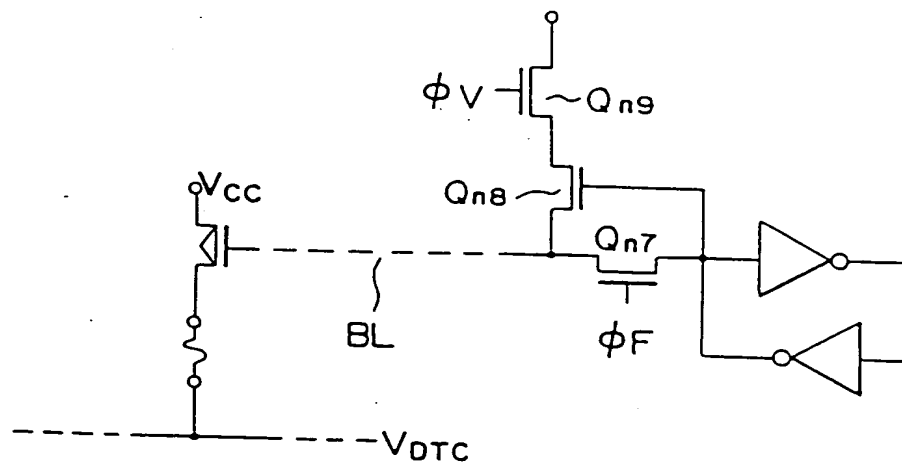 φV
Qn9
VCC
Qn8
Qn7
BL
φF
VDTC